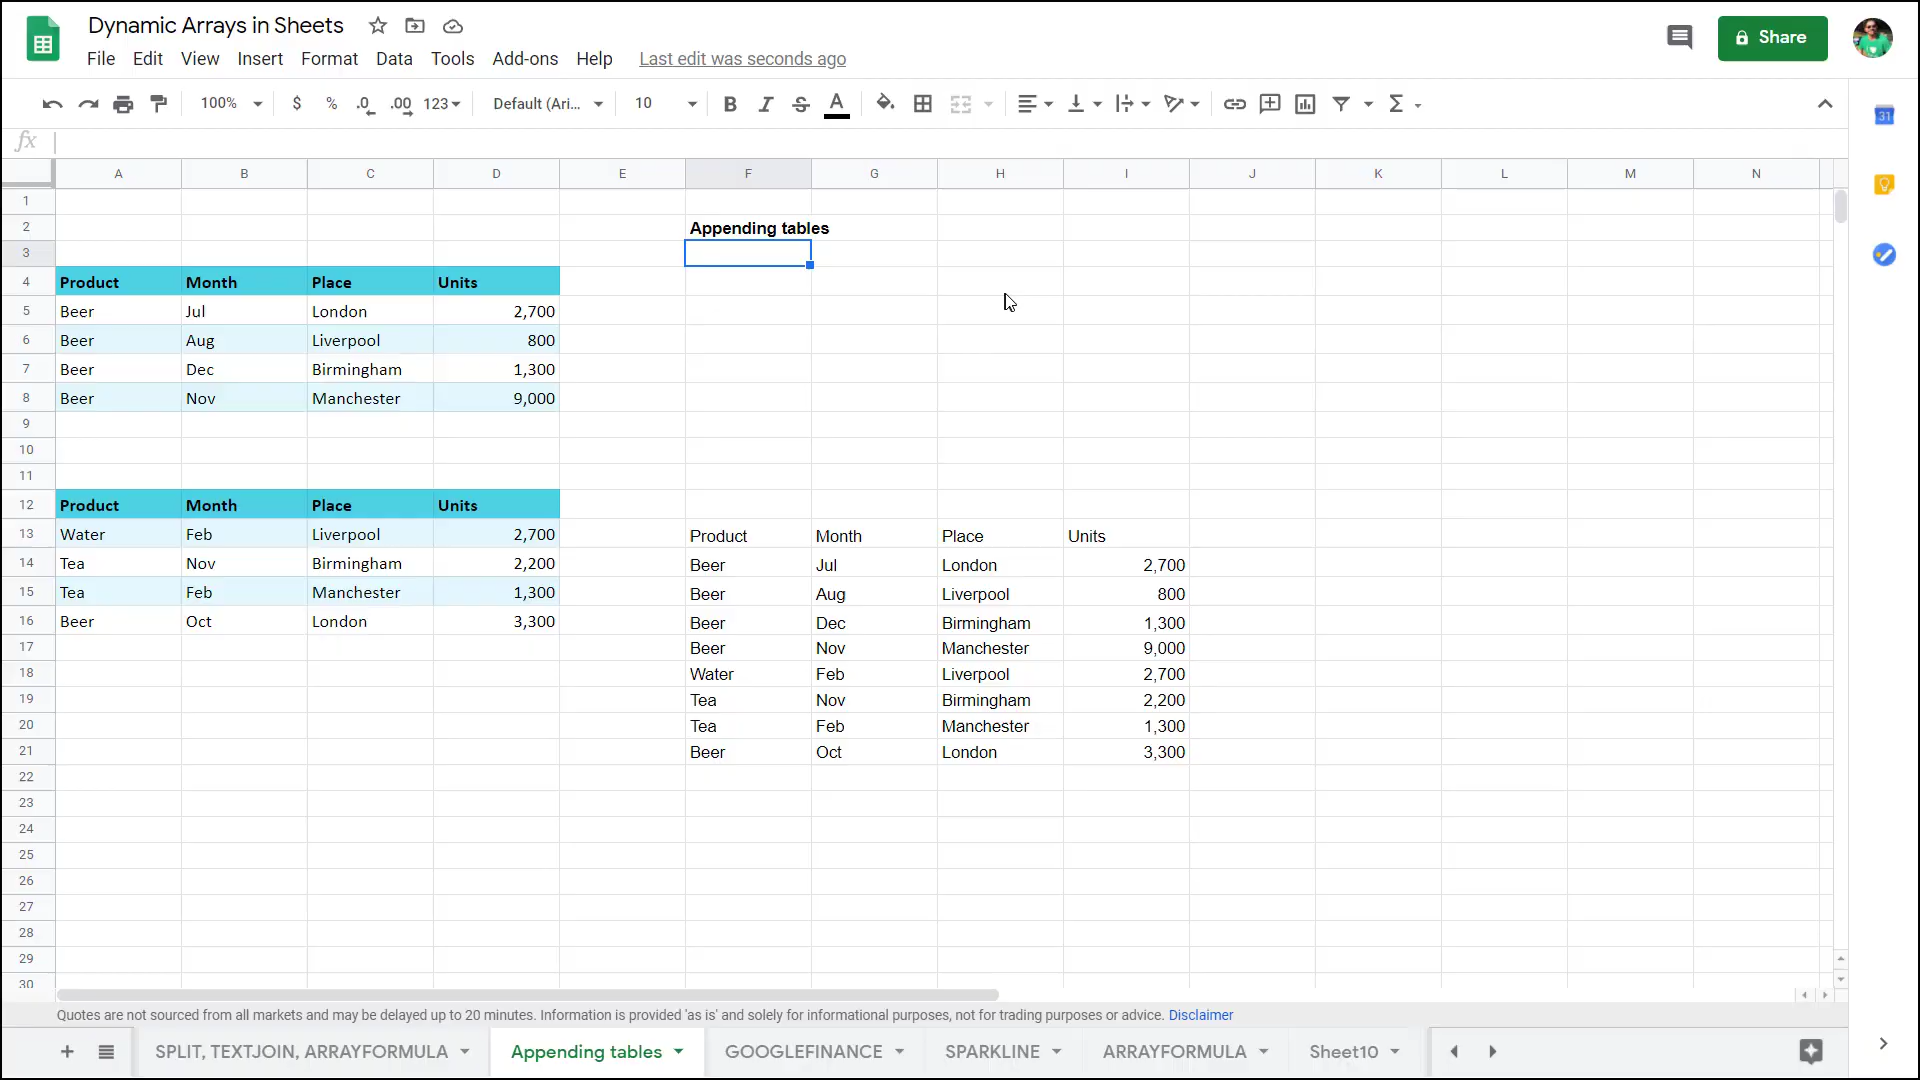 Dynamic Arrays in Sheets
File Edit View Insert Format Data Tools Add-ons Help Last edit was seconds ago
Share
100% $ % .0 .00 123 Default (Ari... 10 B I S A Σ
31
fx
A B C D E F G H I J K L M N
1
2 Appending tables
3
4 Product Month Place Units
5 Beer Jul London 2,700
6 Beer Aug Liverpool 800
7 Beer Dec Birmingham 1,300
8 Beer Nov Manchester 9,000
9
10
11
12 Product Month Place Units
13 Water Feb Liverpool 2,700 Product Month Place Units
14 Tea Nov Birmingham 2,200 Beer Jul London 2,700
15 Tea Feb Manchester 1,300 Beer Aug Liverpool 800
16 Beer Oct London 3,300 Beer Dec Birmingham 1,300
17 Beer Nov Manchester 9,000
18 Water Feb Liverpool 2,700
19 Tea Nov Birmingham 2,200
20 Tea Feb Manchester 1,300
21 Beer Oct London 3,300
22
23
24
25
26
27
28
29
30
Quotes are not sourced from all markets and may be delayed up to 20 minutes. Information is provided 'as is' and solely for informational purposes, not for trading purposes or advice. Disclaimer
+ SPLIT, TEXTJOIN, ARRAYFORMULA Appending tables GOOGLEFINANCE SPARKLINE ARRAYFORMULA Sheet10